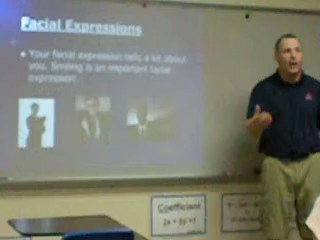 Facial Expressions
Your facial expression tells a lot about
you. Smiling is an important facial
expression.
Coefficient